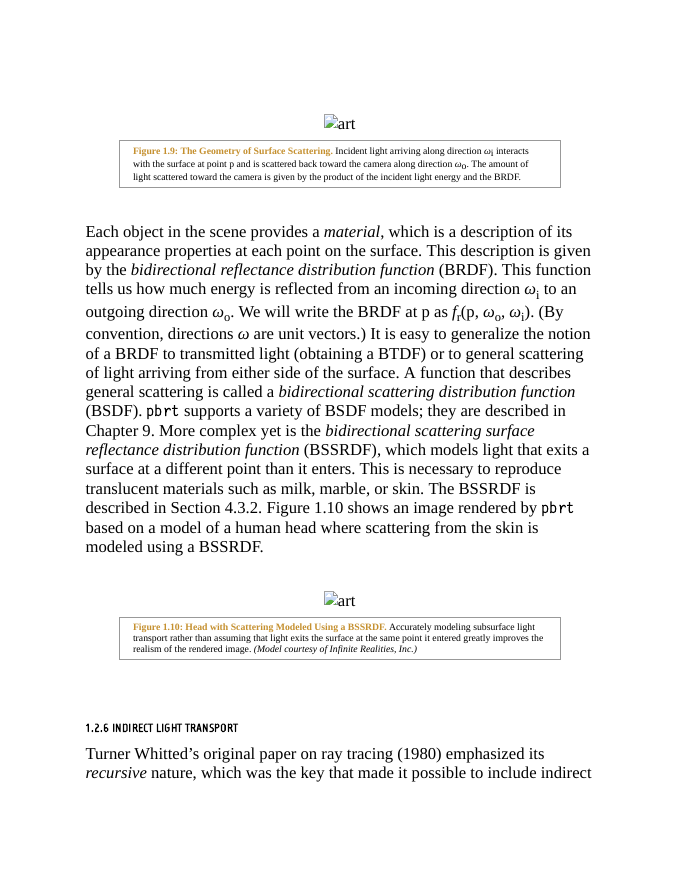 art
Figure 1.9: The Geometry of Surface Scattering. Incident light arriving along direction ωi interacts
with the surface at point p and is scattered back toward the camera along direction ωo. The amount of
light scattered toward the camera is given by the product of the incident light energy and the BRDF.
Each object in the scene provides a material, which is a description of its
appearance properties at each point on the surface. This description is given
by the bidirectional reflectance distribution function (BRDF). This function
tells us how much energy is reflected from an incoming direction ωi to an
outgoing direction ωo. We will write the BRDF at p as fr(p, ωo, ωi). (By
convention, directions ω are unit vectors.) It is easy to generalize the notion
of a BRDF to transmitted light (obtaining a BTDF) or to general scattering
of light arriving from either side of the surface. A function that describes
general scattering is called a bidirectional scattering distribution function
(BSDF). pbrt supports a variety of BSDF models; they are described in
Chapter 9. More complex yet is the bidirectional scattering surface
reflectance distribution function (BSSRDF), which models light that exits a
surface at a different point than it enters. This is necessary to reproduce
translucent materials such as milk, marble, or skin. The BSSRDF is
described in Section 4.3.2. Figure 1.10 shows an image rendered by pbrt
based on a model of a human head where scattering from the skin is
modeled using a BSSRDF.
art
Figure 1.10: Head with Scattering Modeled Using a BSSRDF. Accurately modeling subsurface light
transport rather than assuming that light exits the surface at the same point it entered greatly improves the
realism of the rendered image. (Model courtesy of Infinite Realities, Inc.)
1.2.6 INDIRECT LIGHT TRANSPORT
Turner Whitted’s original paper on ray tracing (1980) emphasized its
recursive nature, which was the key that made it possible to include indirect